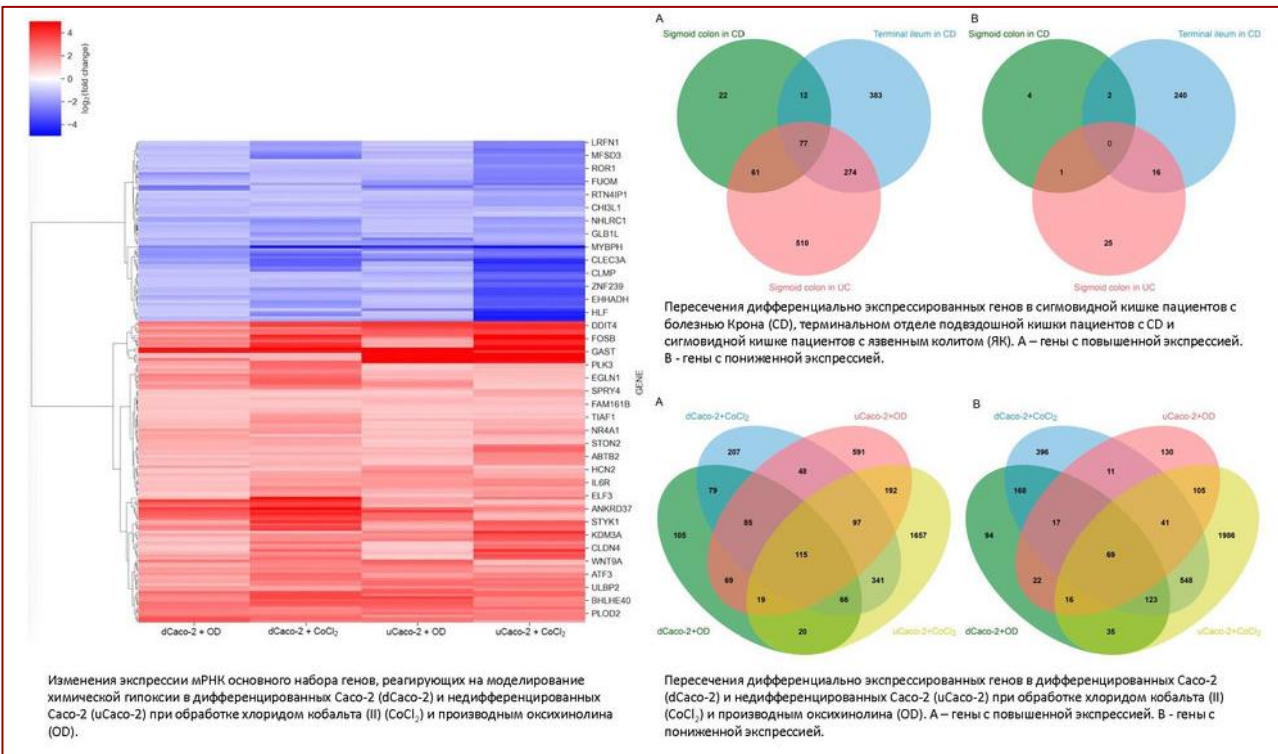 4
2
0
−2
−4
log₂(fold change)
LRFN1
MFSD3
ROR1
FUOM
RTN4IP1
CHI3L1
NHLRC1
GLB1L
MYBPH
CLEC3A
CLMP
ZNF239
EHHADH
HLF
DDIT4
FOSB
GAST
PLK3
EGLN1
SPRY4
FAM161B
TIAF1
NR4A1
STON2
ABTB2
HCN2
IL6R
ELF3
ANKRD37
STYK1
KDM3A
CLDN4
WNT9A
ATF3
ULBP2
BHLHE40
PLOD2
GENE
dCaco-2 + OD
dCaco-2 + CoCl₂
uCaco-2 + OD
uCaco-2 + CoCl₂
Изменения экспрессии мРНК основного набора генов, реагирующих на моделирование
химической гипоксии в дифференцированных Caco-2 (dCaco-2) и недифференцированных
Caco-2 (uCaco-2) при обработке хлоридом кобальта (II) (CoCl₂) и производным оксихинолина
(OD).
A
Sigmoid colon in CD
Terminal ileum in CD
22
12
383
77
61
274
510
Sigmoid colon in UC
B
Sigmoid colon in CD
Terminal ileum in CD
4
2
240
0
1
16
25
Sigmoid colon in UC
Пересечения дифференциально экспрессированных генов в сигмовидной кишке пациентов с
болезнью Крона (CD), терминальном отделе подвздошной кишки пациентов с CD и
сигмовидной кишке пациентов с язвенным колитом (ЯК). А – гены с повышенной экспрессией.
В - гены с пониженной экспрессией.
A
dCaco-2+CoCl₂
uCaco-2+OD
207
591
48
79
192
85
97
105
115
1657
69
341
19
66
20
dCaco-2+OD
uCaco-2+CoCl₂
B
dCaco-2+CoCl₂
uCaco-2+OD
396
130
11
168
105
17
41
94
69
1986
22
548
16
123
35
dCaco-2+OD
uCaco-2+CoCl₂
Пересечения дифференциально экспрессированных генов в дифференцированных Caco-2
(dCaco-2) и недифференцированных Caco-2 (uCaco-2) при обработке хлоридом кобальта (II)
(CoCl₂) и производным оксихинолина (OD). А – гены с повышенной экспрессией. В - гены с
пониженной экспрессией.